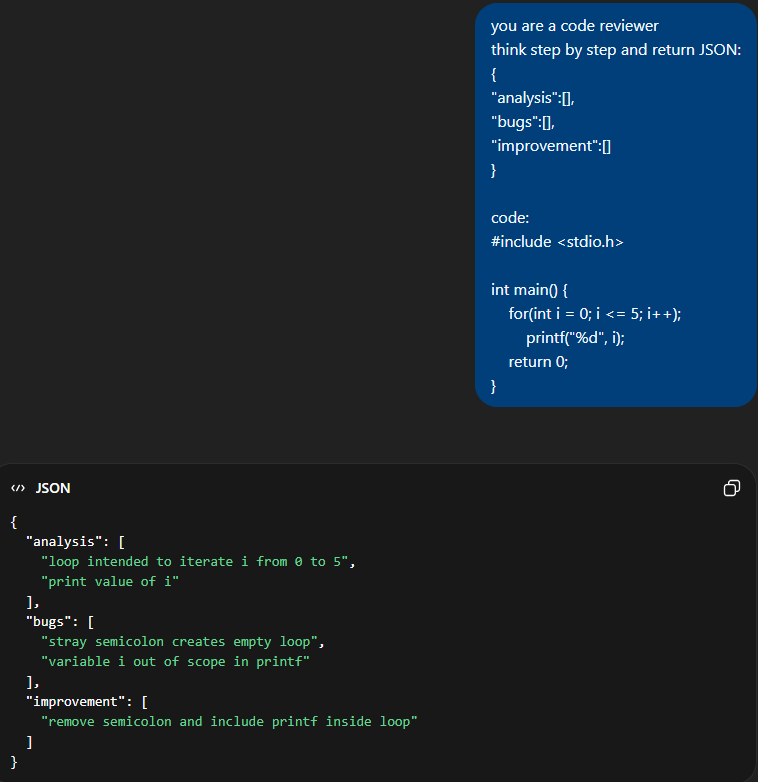 you are a code reviewer
think step by step and return JSON:
{
"analysis":[],
"bugs":[],
"improvement":[]
}
code:
#include <stdio.h>
int main() {
for(int i = 0; i <= 5; i++);
printf("%d", i);
return 0;
}
JSON
{
"analysis": [
"loop intended to iterate i from 0 to 5",
"print value of i"
],
"bugs": [
"stray semicolon creates empty loop",
"variable i out of scope in printf"
],
"improvement": [
"remove semicolon and include printf inside loop"
]
}